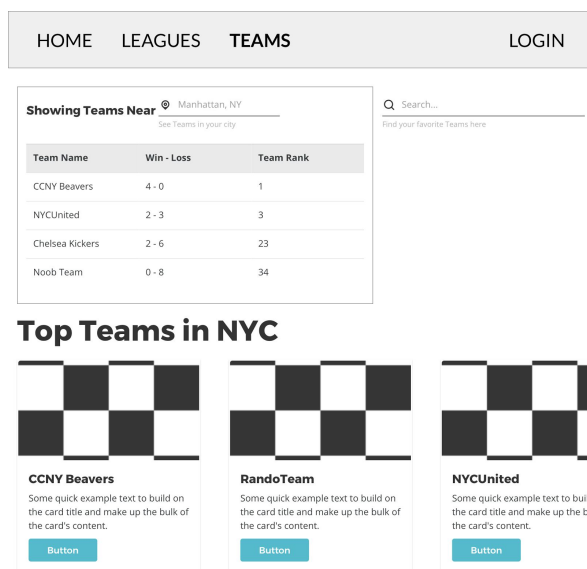 HOME LEAGUES TEAMS LOGIN
Showing Teams Near Manhattan, NY
See Teams in your city
Search...
Find your favorite Teams here
Team Name Win - Loss Team Rank
CCNY Beavers 4 - 0 1
NYCUnited 2 - 3 3
Chelsea Kickers 2 - 6 23
Noob Team 0 - 8 34
Top Teams in NYC
CCNY Beavers
Some quick example text to build on
the card title and make up the bulk of
the card's content.
Button
RandoTeam
Some quick example text to build on
the card title and make up the bulk of
the card's content.
Button
NYCUnited
Some quick example text to
the card title and make up the
the card's content.
Button